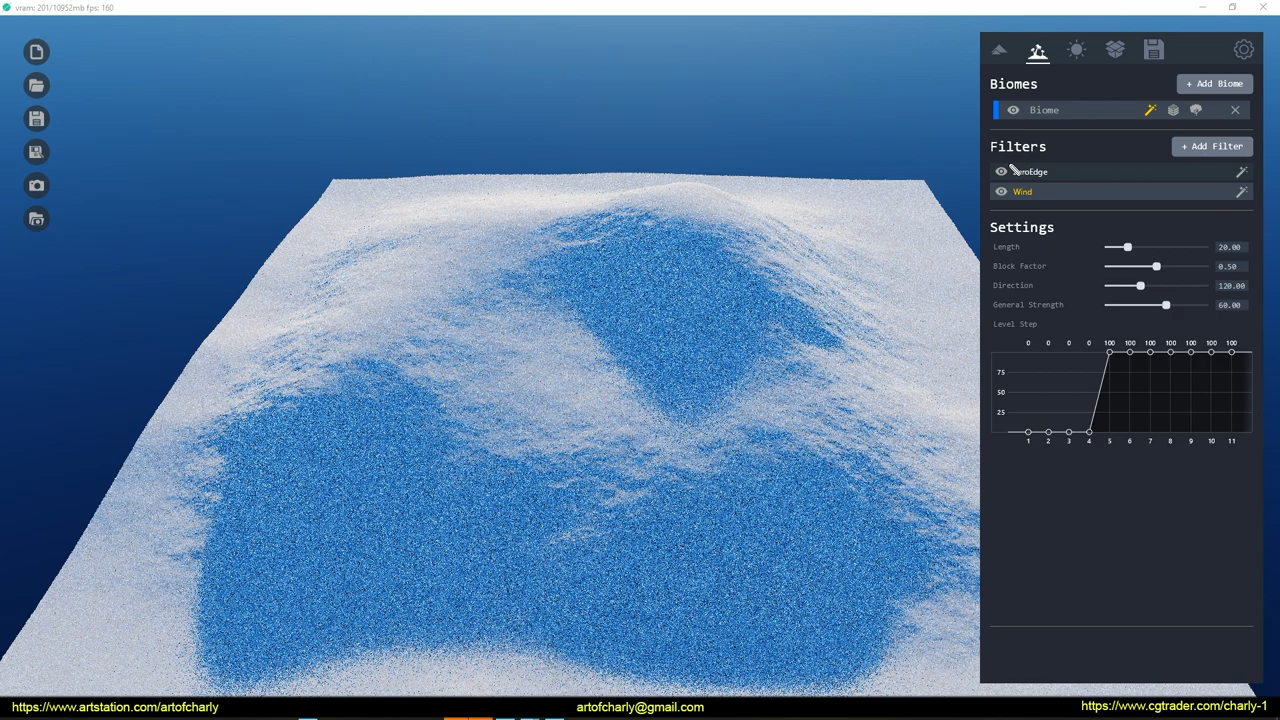 vram: 201/10952mb fps: 160
Biomes
+ Add Biome
Biome
Filters
+ Add Filter
Wind
Settings
Length 20.00
Block Factor 0.50
Direction 120.00
General Strength 60.00
Level Step
0 0 0 0 100 100 100 100 100 100 100
75
50
25
1 2 3 4 5 6 7 8 9 10 11
https://www.artstation.com/artofcharly
artofcharly@gmail.com
https://www.cgtrader.com/charly-1